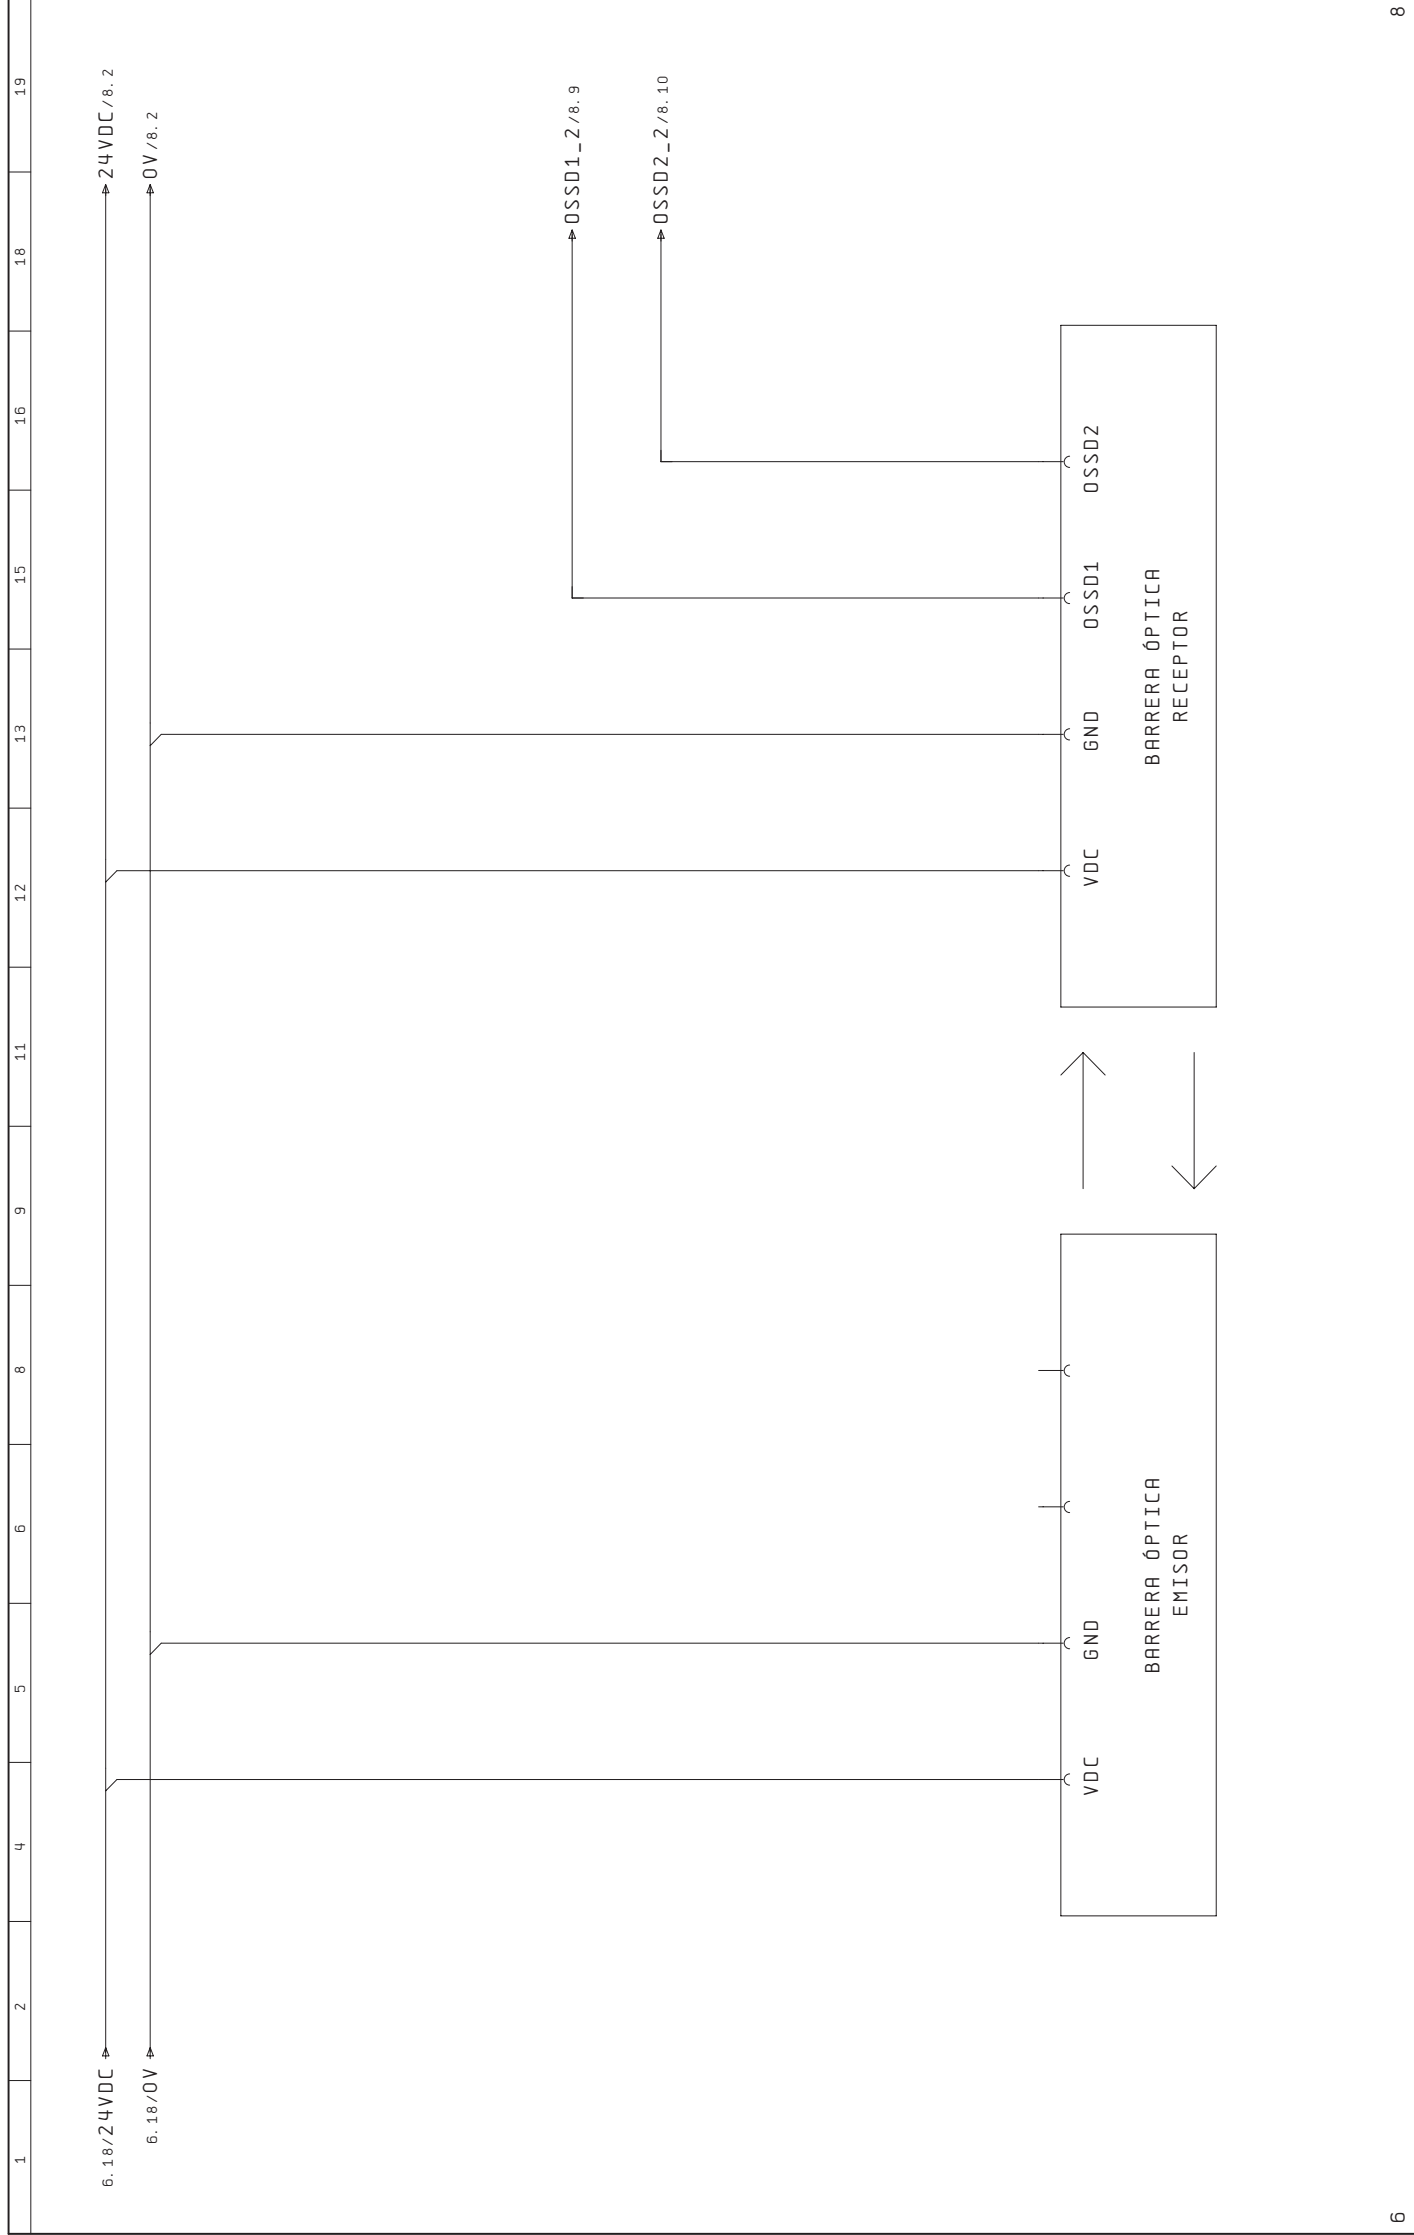 1 2 4 5 6 8 9 11 12 13 15 16 18 19
6.18/24VDC
24VDC/8.2
6.18/0V
0V/8.2
OSSD1_2/8.9
OSSD2_2/8.10
VDC GND
BARRERA ÓPTICA
EMISOR
VDC GND OSSD1 OSSD2
BARRERA ÓPTICA
RECEPTOR
6 8